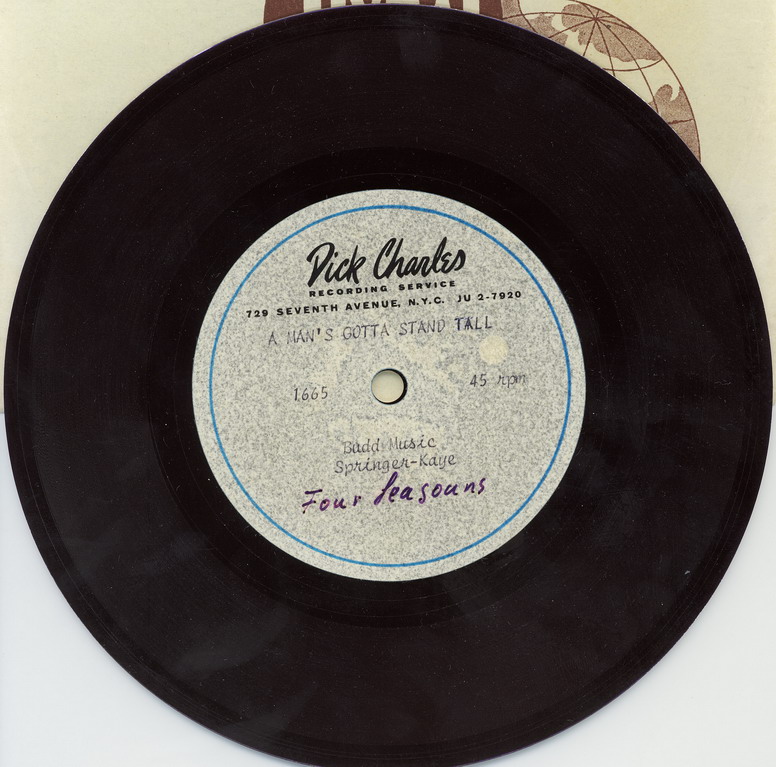 Dick Charles
RECORDING SERVICE
729 SEVENTH AVENUE, N.Y.C. JU 2-7920
A MAN'S GOTTA STAND TALL
1665
45 rpm
Budd Music
Springer-Kaye
Four Seasouns